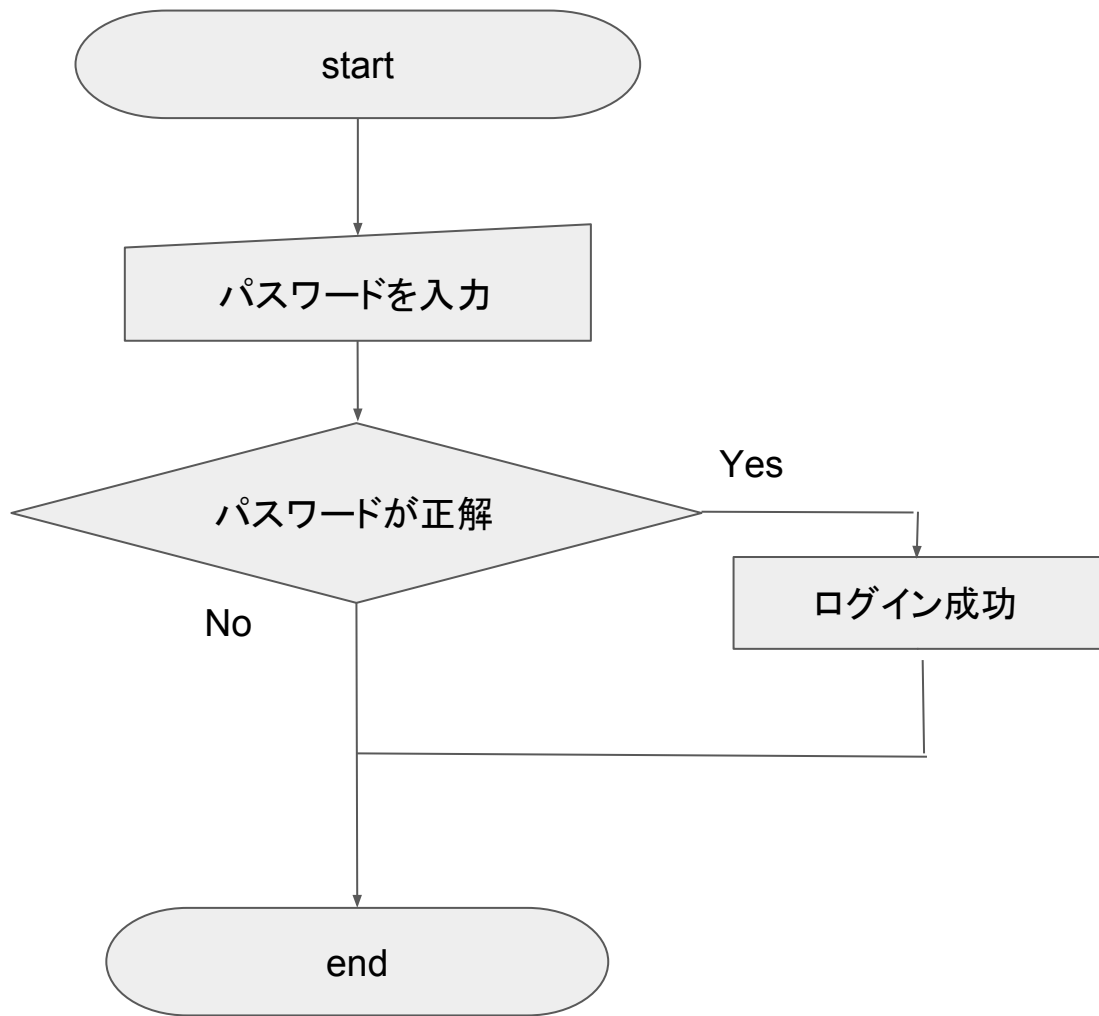 start
パスワードを入力
パスワードが正解
Yes
No
ログイン成功
end